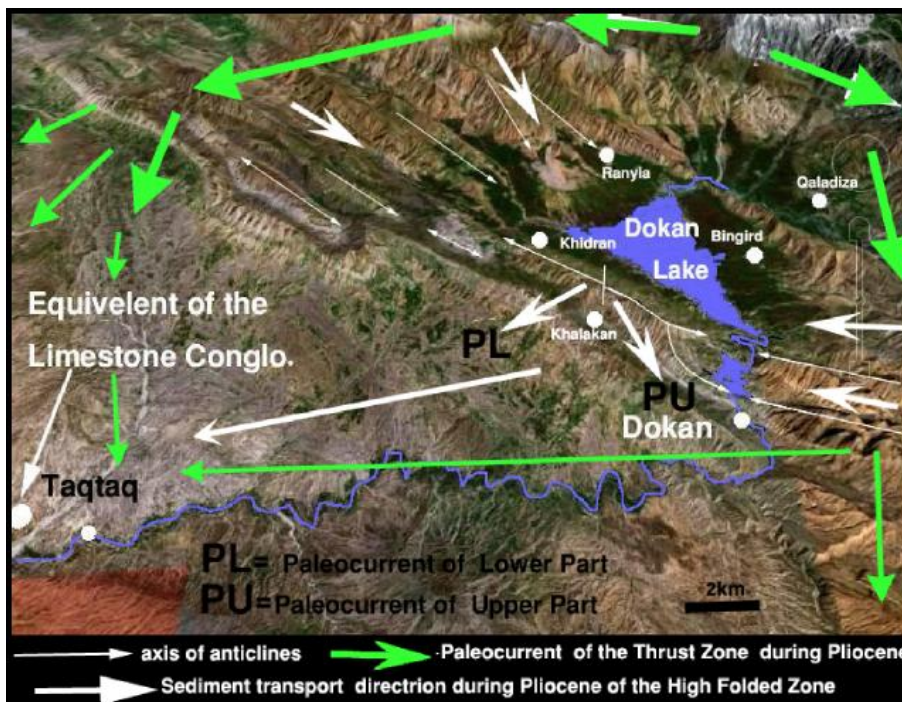 Ranyla
Qaladiza
Khidran
Dokan
Bingird
Lake
Equivelent of the
Limestone Conglo.
Khalakan
PL
PU
Dokan
Taqtaq
PL= Paleocurrent of Lower Part
PU=Paleocurrent of Upper Part
2km
axis of anticlines
Paleocurrent of the Thrust Zone during Pliocene
Sediment transport directrion during Pliocene of the High Folded Zone